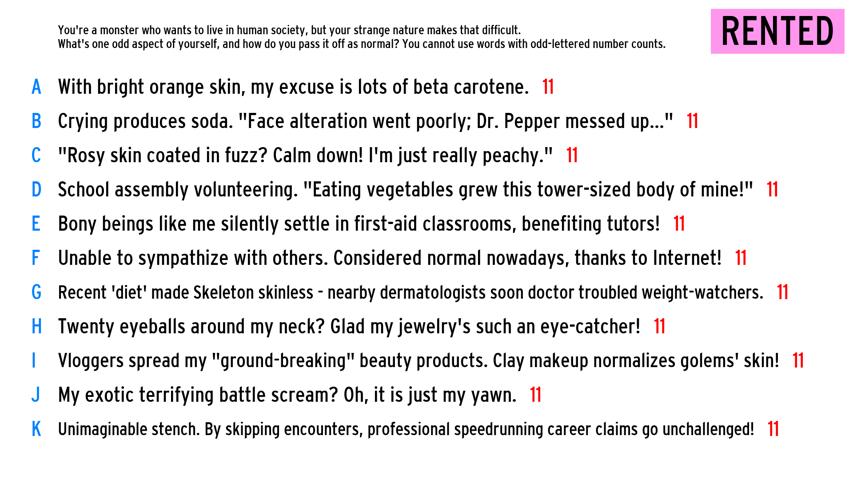 You're a monster who wants to live in human society, but your strange nature makes that difficult.
What's one odd aspect of yourself, and how do you pass it off as normal? You cannot use words with odd-lettered number counts.
RENTED
A With bright orange skin, my excuse is lots of beta carotene. 11
B Crying produces soda. "Face alteration went poorly; Dr. Pepper messed up..." 11
C "Rosy skin coated in fuzz? Calm down! I'm just really peachy." 11
D School assembly volunteering. "Eating vegetables grew this tower-sized body of mine!" 11
E Bony beings like me silently settle in first-aid classrooms, benefiting tutors! 11
F Unable to sympathize with others. Considered normal nowadays, thanks to Internet! 11
G Recent 'diet' made Skeleton skinless - nearby dermatologists soon doctor troubled weight-watchers. 11
H Twenty eyeballs around my neck? Glad my jewelry's such an eye-catcher! 11
I Vloggers spread my "ground-breaking" beauty products. Clay makeup normalizes golems' skin! 11
J My exotic terrifying battle scream? Oh, it is just my yawn. 11
K Unimaginable stench. By skipping encounters, professional speedrunning career claims go unchallenged! 11